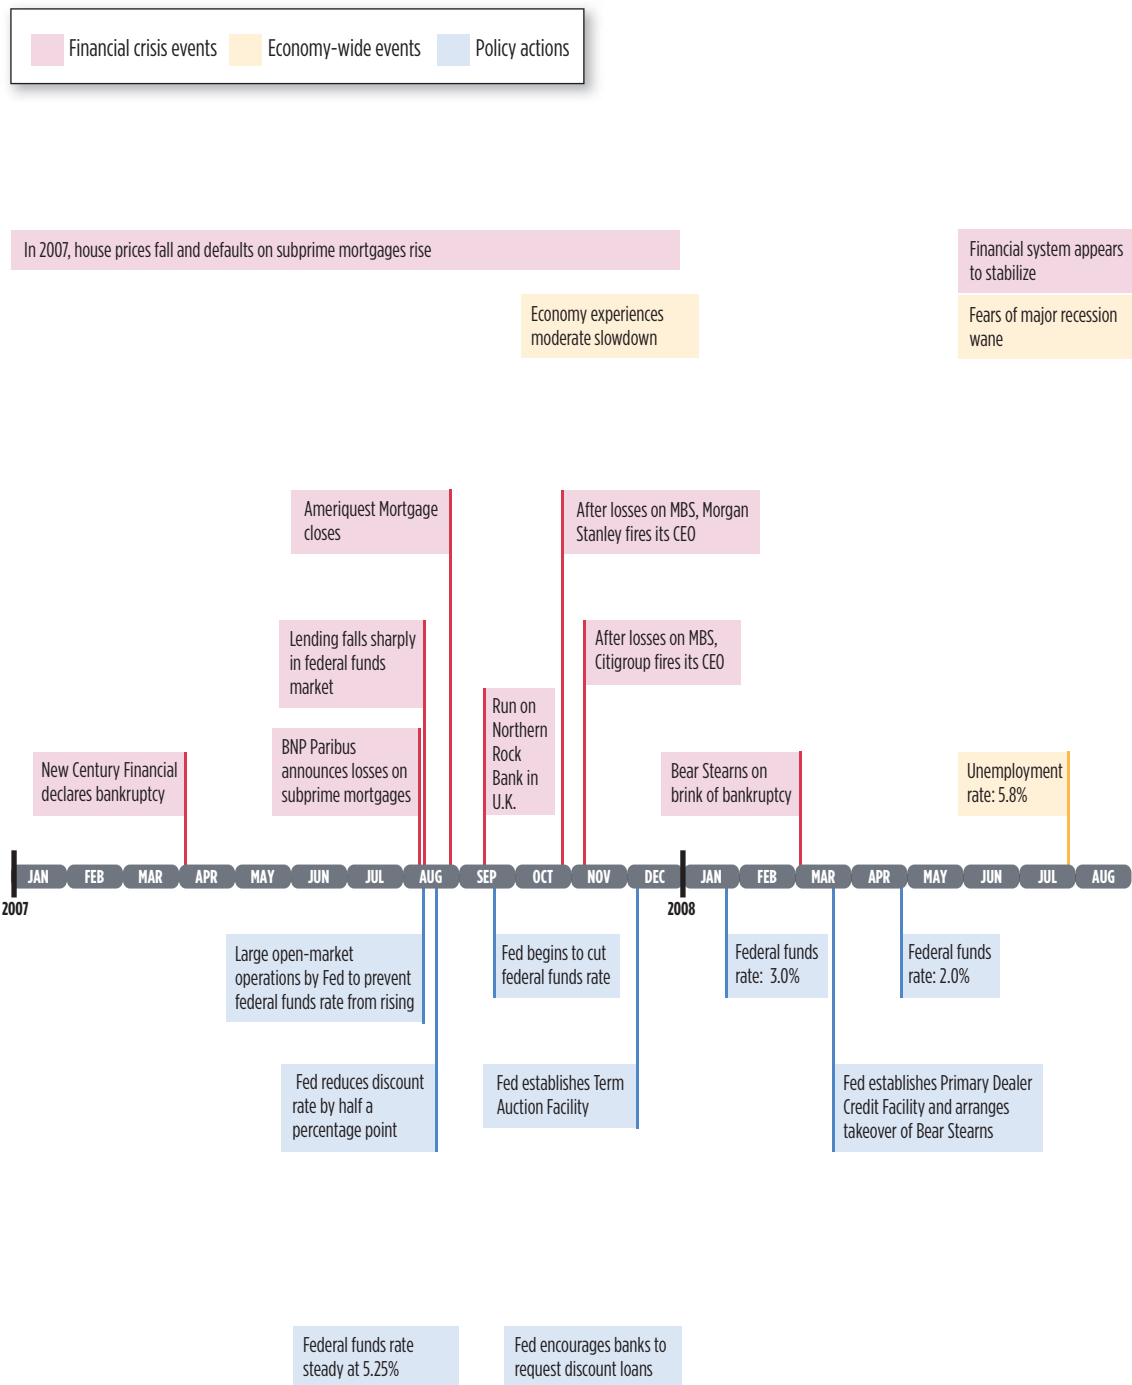 Financial crisis events
Economy-wide events
Policy actions
In 2007, house prices fall and defaults on subprime mortgages rise
Financial system appears
to stabilize
Economy experiences
moderate slowdown
Fears of major recession
wane
Ameriquest Mortgage
closes
After losses on MBS, Morgan
Stanley fires its CEO
Lending falls sharply
in federal funds
market
After losses on MBS,
Citigroup fires its CEO
Run on
Northern
Rock
Bank in
U.K.
BNP Paribus
announces losses on
subprime mortgages
New Century Financial
declares bankruptcy
Bear Stearns on
brink of bankruptcy
Unemployment
rate: 5.8%
JAN FEB MAR APR MAY JUN JUL AUG SEP OCT NOV DEC JAN FEB MAR APR MAY JUN JUL AUG
2007
2008
Large open-market
operations by Fed to prevent
federal funds rate from rising
Fed begins to cut
federal funds rate
Federal funds
rate: 3.0%
Federal funds
rate: 2.0%
Fed reduces discount
rate by half a
percentage point
Fed establishes Term
Auction Facility
Fed establishes Primary Dealer
Credit Facility and arranges
takeover of Bear Stearns
Federal funds rate
steady at 5.25%
Fed encourages banks to
request discount loans